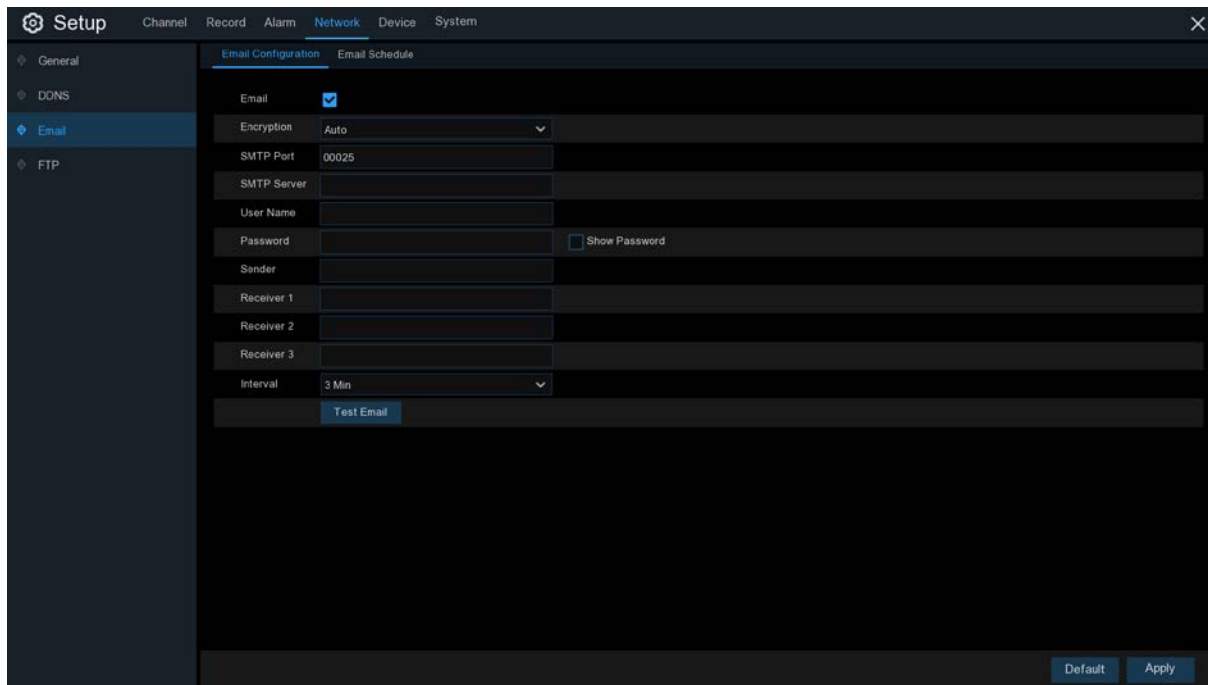 Setup Channel Record Alarm Network Device System
General
DDNS
Email
FTP
Email Configuration Email Schedule
Email
Encryption Auto
SMTP Port 00025
SMTP Server
User Name
Password Show Password
Sender
Receiver 1
Receiver 2
Receiver 3
Interval 3 Min
Test Email
Default Apply